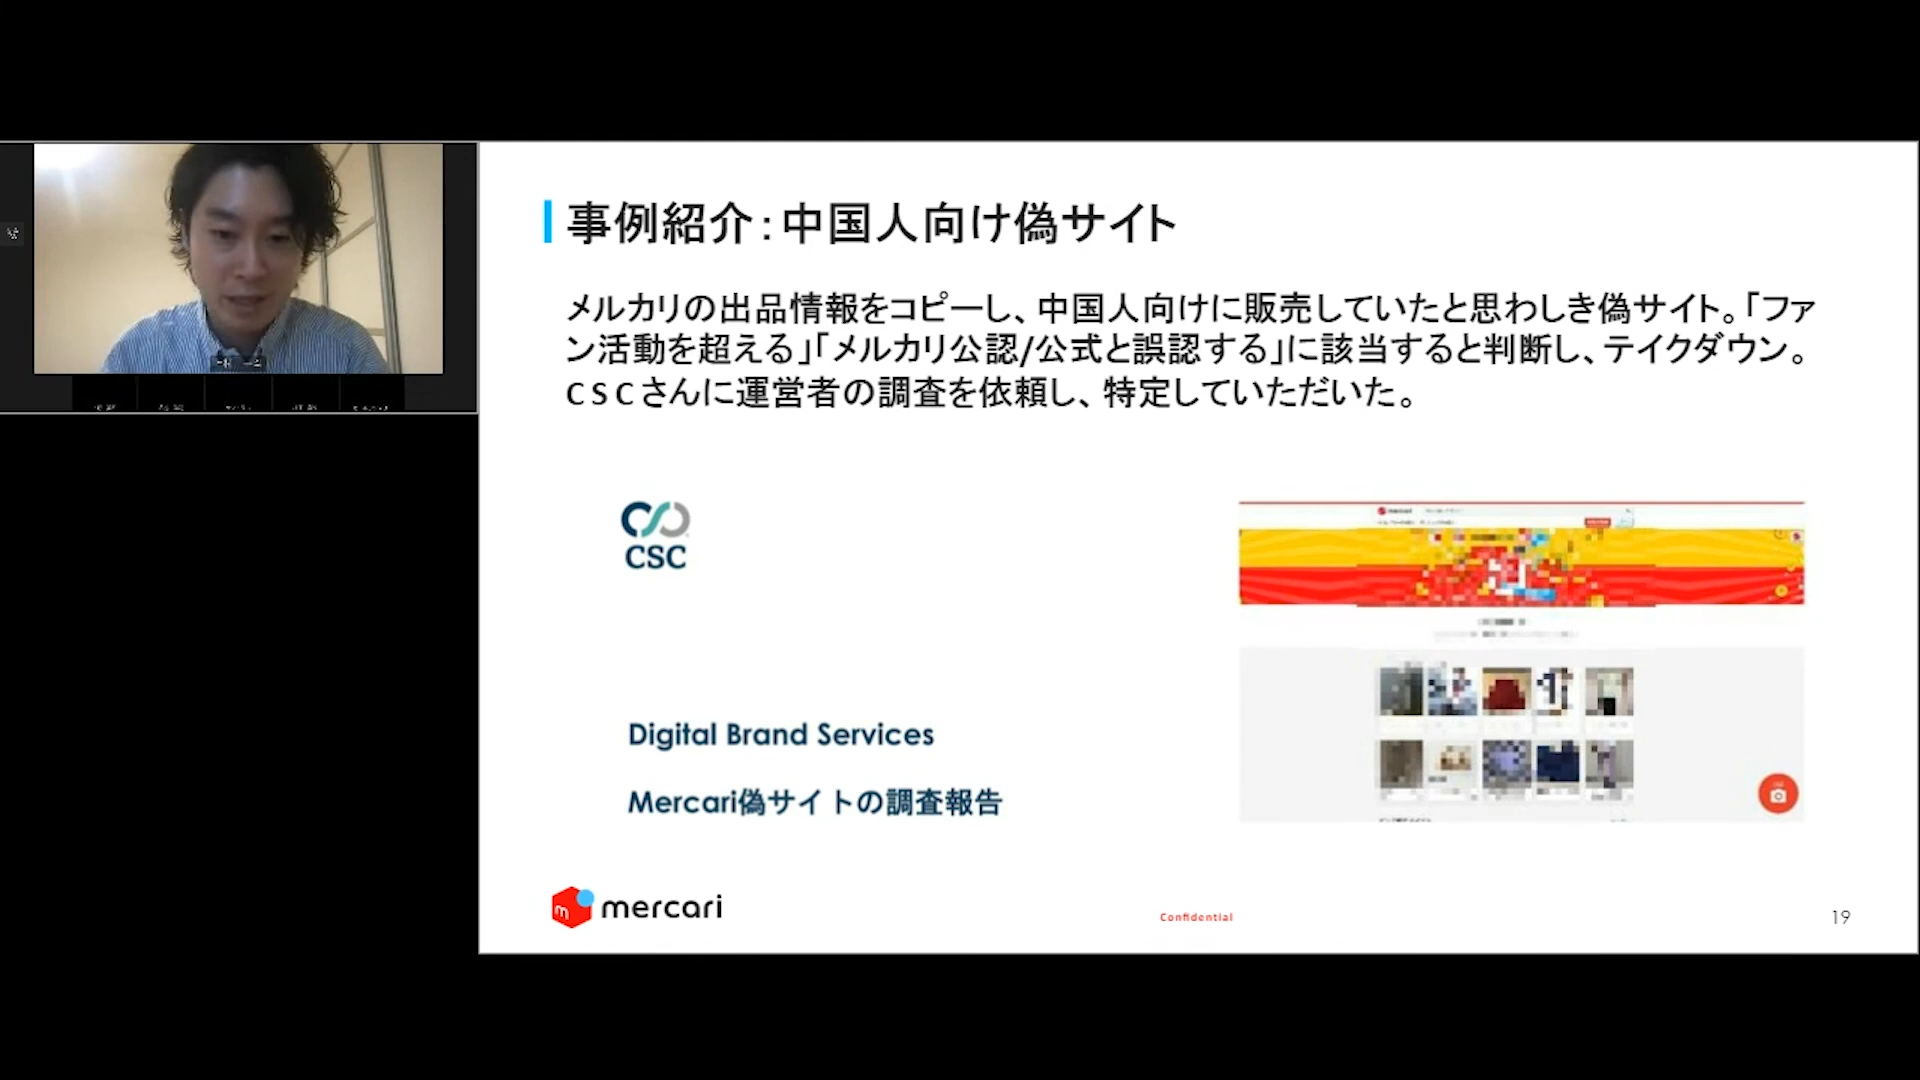 事例紹介：中国人向け偽サイト
メルカリの出品情報をコピーし、中国人向けに販売していたと思わしき偽サイト。「ファ
ン活動を超える」「メルカリ公認/公式と誤認する」に該当すると判断し、テイクダウン。
CSCさんに運営者の調査を依頼し、特定していただいた。
CSC
mercari
Digital Brand Services
Mercari偽サイトの調査報告
m mercari
Confidential
19